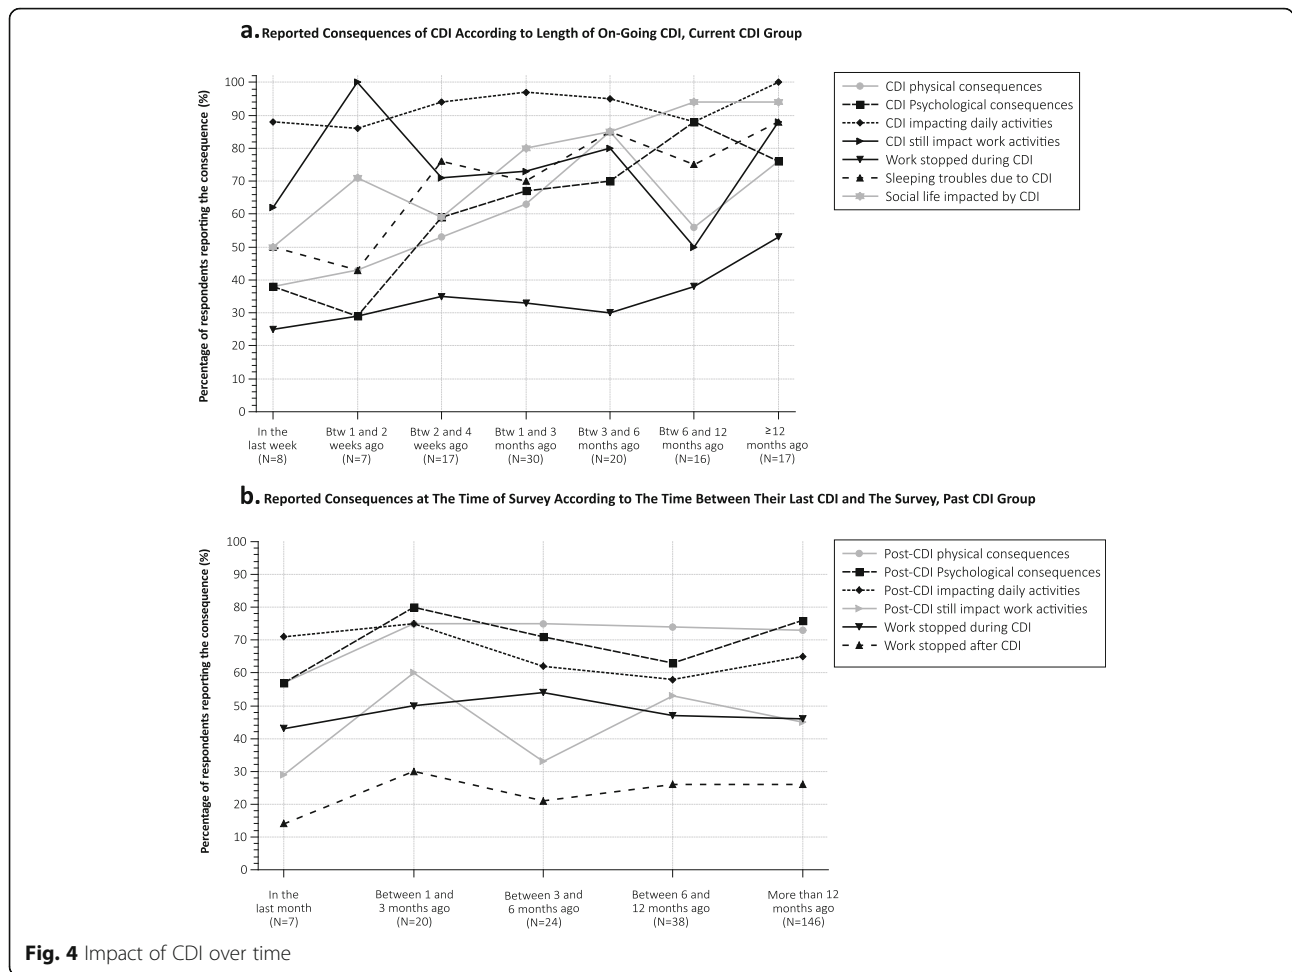 a. Reported Consequences of CDI According to Length of On-Going CDI, Current CDI Group
Percentage of respondents reporting the consequence (%)
100
90
80
70
60
50
40
30
20
10
0
In the
last week
(N=8)
Btw 1 and 2
weeks ago
(N=7)
Btw 2 and 4
weeks ago
(N=17)
Btw 1 and 3
months ago
(N=30)
Btw 3 and 6
months ago
(N=20)
Btw 6 and 12
months ago
(N=16)
≥12
months ago
(N=17)
CDI physical consequences
CDI Psychological consequences
CDI impacting daily activities
CDI still impact work activities
Work stopped during CDI
Sleeping troubles due to CDI
Social life impacted by CDI
b. Reported Consequences at The Time of Survey According to The Time Between Their Last CDI and The Survey, Past CDI Group
Percentage of respondents reporting the consequence (%)
100
90
80
70
60
50
40
30
20
10
0
In the
last month
(N=7)
Between 1 and
3 months ago
(N=20)
Between 3 and
6 months ago
(N=24)
Between 6 and
12 months ago
(N=38)
More than 12
months ago
(N=146)
Post-CDI physical consequences
Post-CDI Psychological consequences
Post-CDI impacting daily activities
Post-CDI still impact work activities
Work stopped during CDI
Work stopped after CDI
Fig. 4 Impact of CDI over time